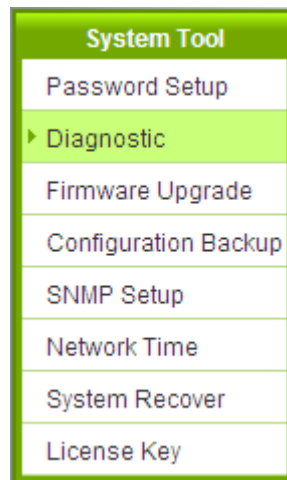 System Tool
Password Setup
Diagnostic
Firmware Upgrade
Configuration Backup
SNMP Setup
Network Time
System Recover
License Key